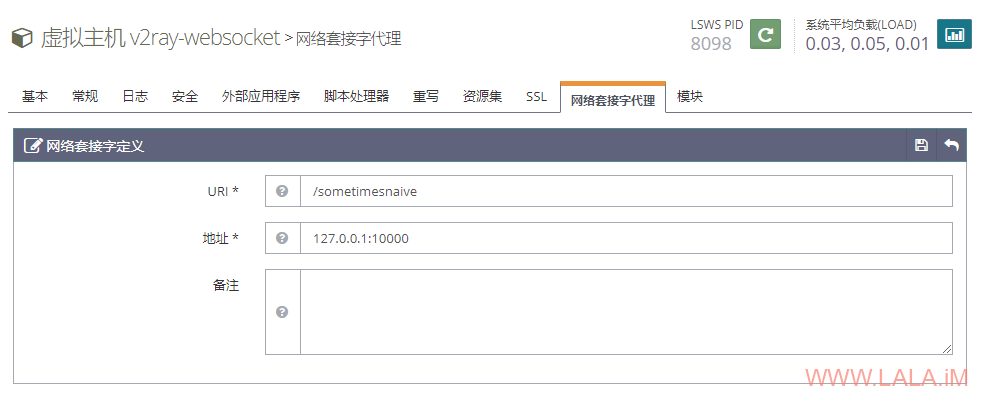 虚拟主机 v2ray-websocket > 网络套接字代理
LSWS PID
8098
系统平均负载(LOAD)
0.03, 0.05, 0.01
基本 常规 日志 安全 外部应用程序 脚本处理器 重写 资源集 SSL 网络套接字代理 模块
网络套接字定义
URI * /sometimesnaive
地址 * 127.0.0.1:10000
备注
WWW.LALA.iM